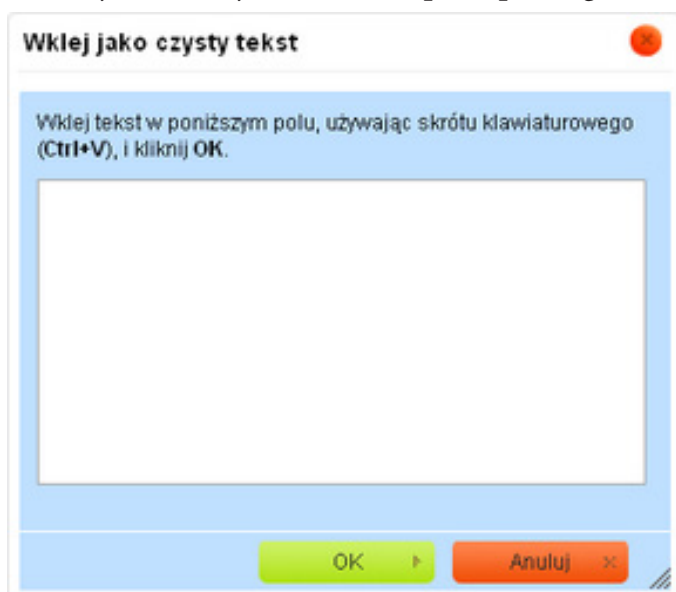 Wklej jako czysty tekst
Wklej tekst w poniższym polu, używając skrótu klawiaturowego
(Ctrl+V), i kliknij OK.
OK
Anuluj